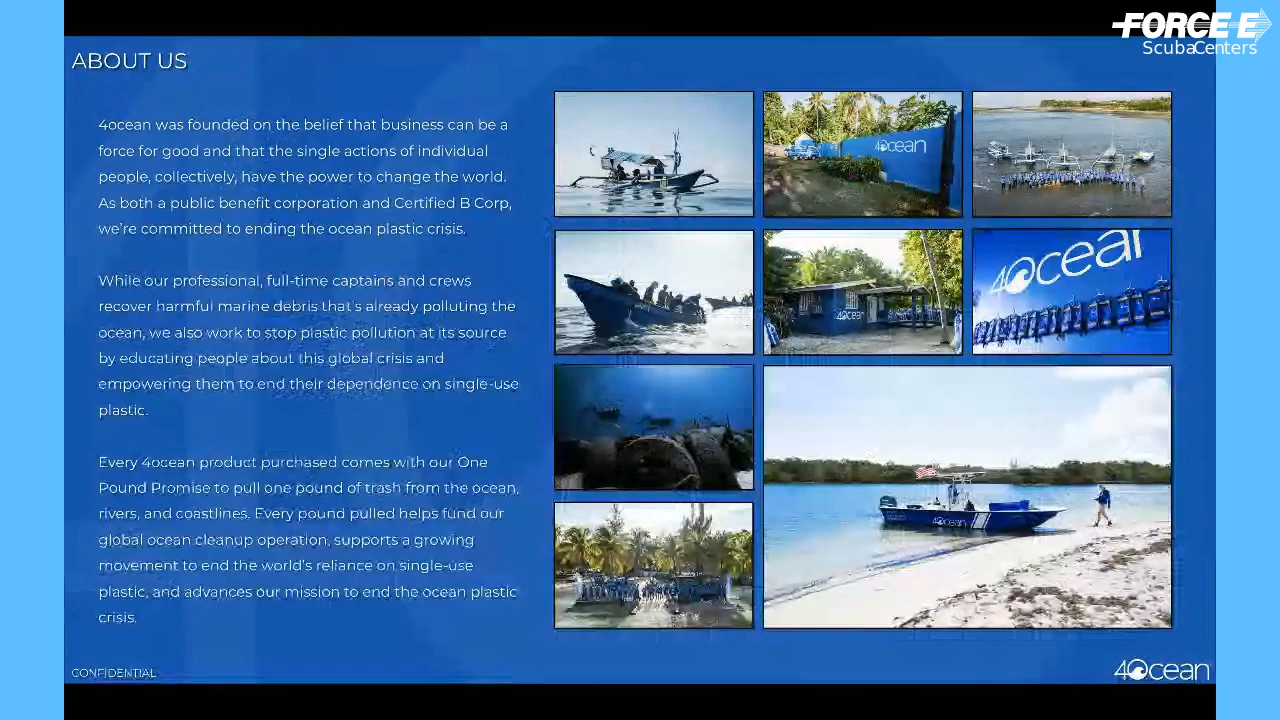 FORCE-E
ScubaCenters
ABOUT US
4ocean was founded on the belief that business can be a
force for good and that the single actions of individual
people, collectively, have the power to change the world.
As both a public benefit corporation and Certified B Corp,
we're committed to ending the ocean plastic crisis.
While our professional, full-time captains and crews
recover harmful marine debris that's already polluting the
ocean, we also work to stop plastic pollution at its source
by educating people about this global crisis and
empowering them to end their dependence on single-use
plastic.
Every 4ocean product purchased comes with our One
Pound Promise to pull one pound of trash from the ocean,
rivers, and coastlines. Every pound pulled helps fund our
global ocean cleanup operation, supports a growing
movement to end the world's reliance on single-use
plastic, and advances our mission to end the ocean plastic
crisis.
4ocean
4ocean
4ocean
4ocean
CONFIDENTIAL
4ocean